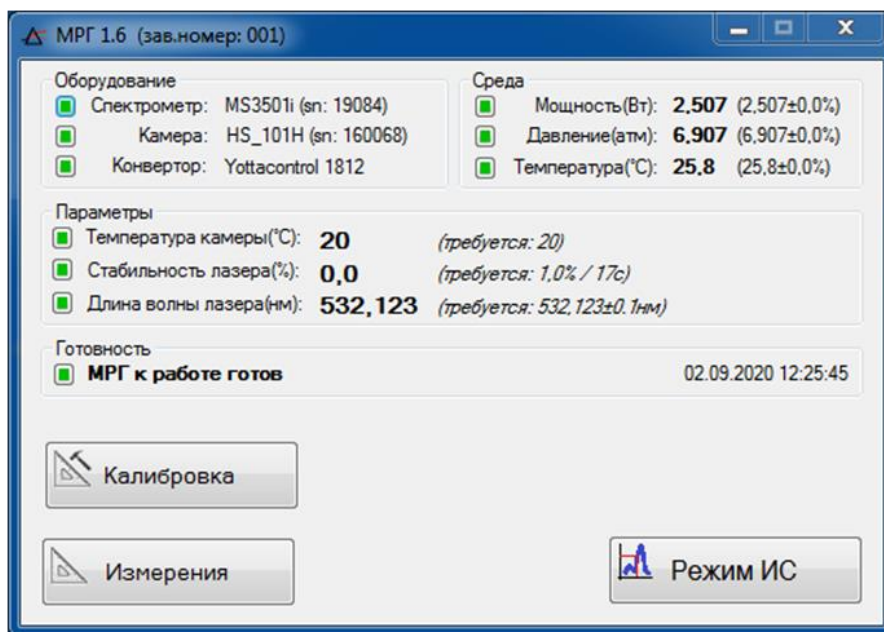 МРГ 1.6 (зав.номер: 001)
Оборудование
Спектрометр: MS3501i (sn: 19084)
Камера: HS_101H (sn: 160068)
Конвертор: Yottacontrol 1812
Среда
Мощность(Вт): 2,507 (2,507±0,0%)
Давление(атм): 6,907 (6,907±0,0%)
Температура(°C): 25,8 (25,8±0,0%)
Параметры
Температура камеры(°C): 20 (требуется: 20)
Стабильность лазера(%): 0,0 (требуется: 1,0% / 17с)
Длина волны лазера(нм): 532,123 (требуется: 532,123±0.1нм)
Готовность
МРГ к работе готов 02.09.2020 12:25:45
Калибровка
Измерения
Режим ИС